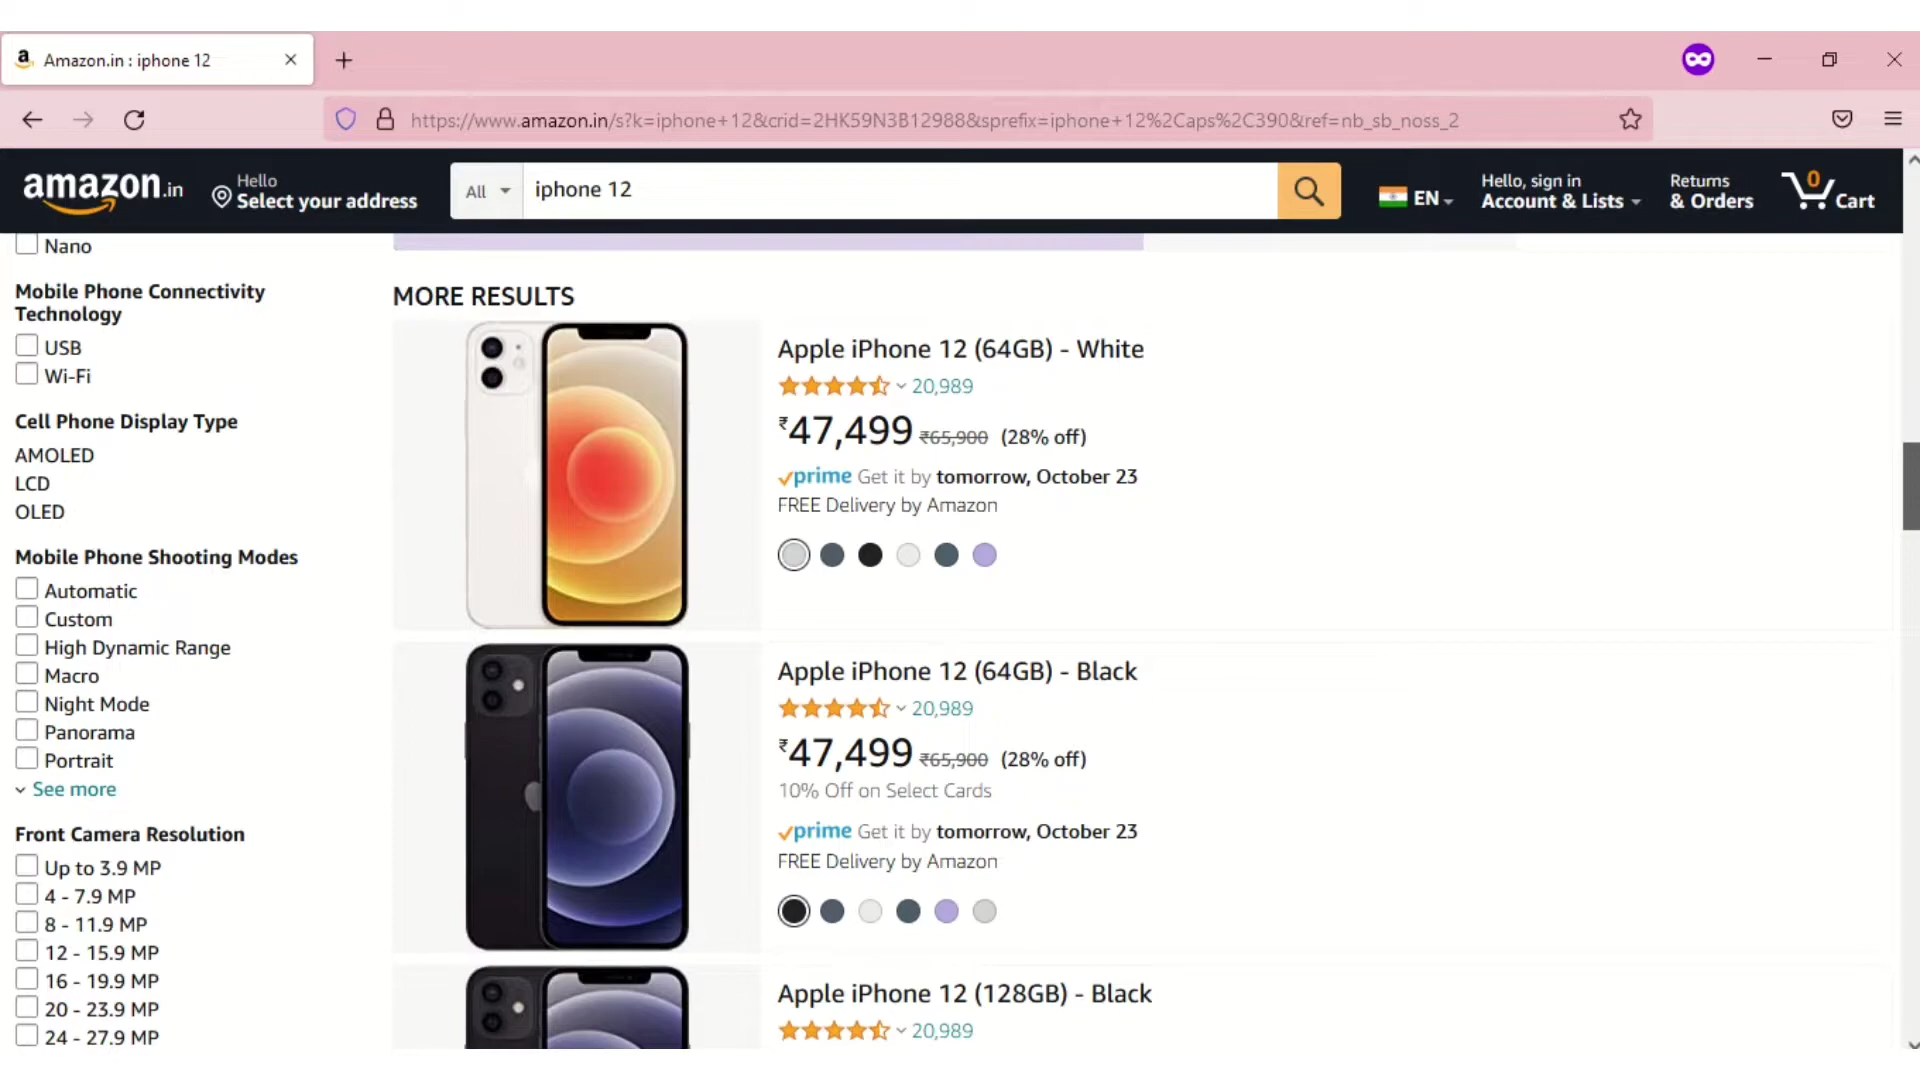 Amazon.in : iphone 12
https://www.amazon.in/s?k=iphone+12&crid=2HK59N3B12988&sprefix=iphone+12%2Caps%2C390&ref=nb_sb_noss_2
amazon.in
Hello
Select your address
All
iphone 12
EN
Hello, sign in
Account & Lists
Returns
& Orders
0
Cart
Nano
Mobile Phone Connectivity
Technology
USB
Wi-Fi
Cell Phone Display Type
AMOLED
LCD
OLED
Mobile Phone Shooting Modes
Automatic
Custom
High Dynamic Range
Macro
Night Mode
Panorama
Portrait
See more
Front Camera Resolution
Up to 3.9 MP
4 - 7.9 MP
8 - 11.9 MP
12 - 15.9 MP
16 - 19.9 MP
20 - 23.9 MP
24 - 27.9 MP
MORE RESULTS
Apple iPhone 12 (64GB) - White
20,989
₹47,499 ₹65,900 (28% off)
prime Get it by tomorrow, October 23
FREE Delivery by Amazon
Apple iPhone 12 (64GB) - Black
20,989
₹47,499 ₹65,900 (28% off)
10% Off on Select Cards
prime Get it by tomorrow, October 23
FREE Delivery by Amazon
Apple iPhone 12 (128GB) - Black
20,989